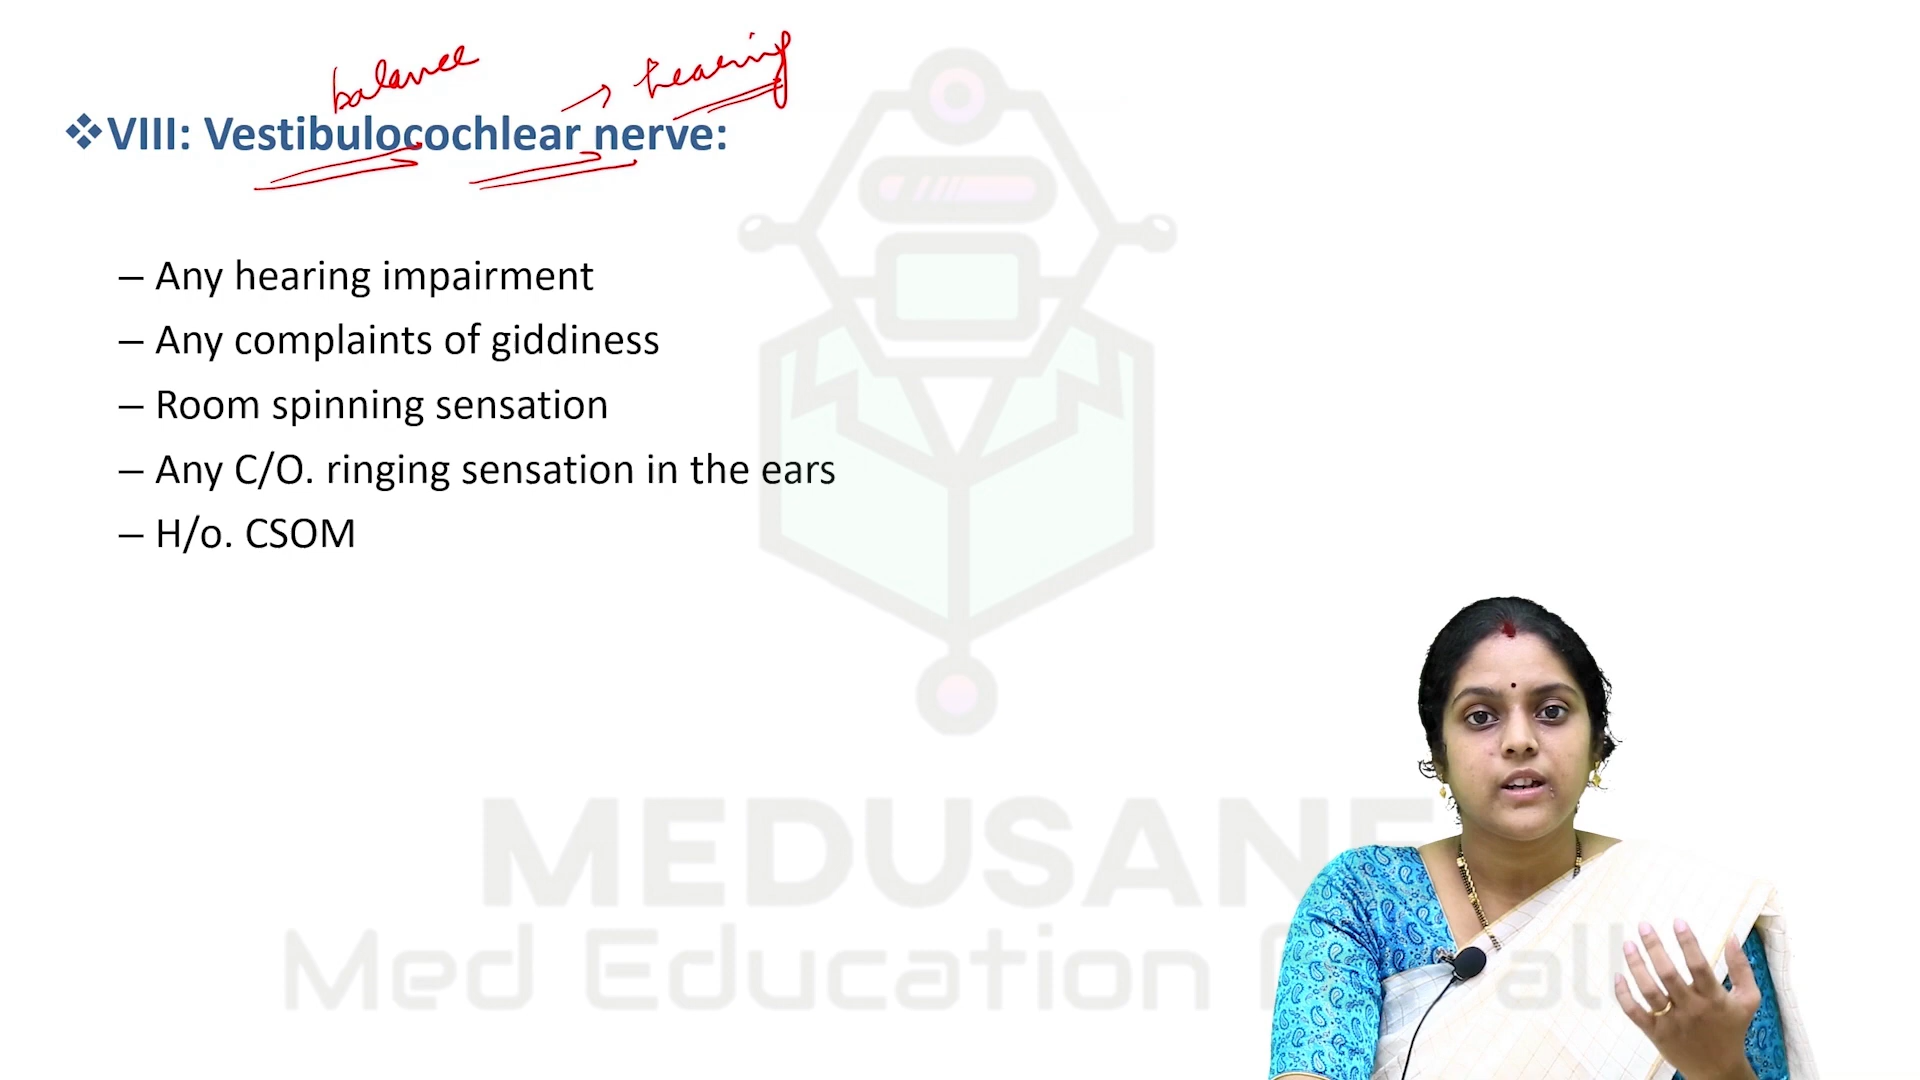 balance
→ hearing
❖VIII: Vestibulocochlear nerve:
– Any hearing impairment
– Any complaints of giddiness
– Room spinning sensation
– Any C/O. ringing sensation in the ears
– H/o. CSOM
MEDUSANE
Med Education all